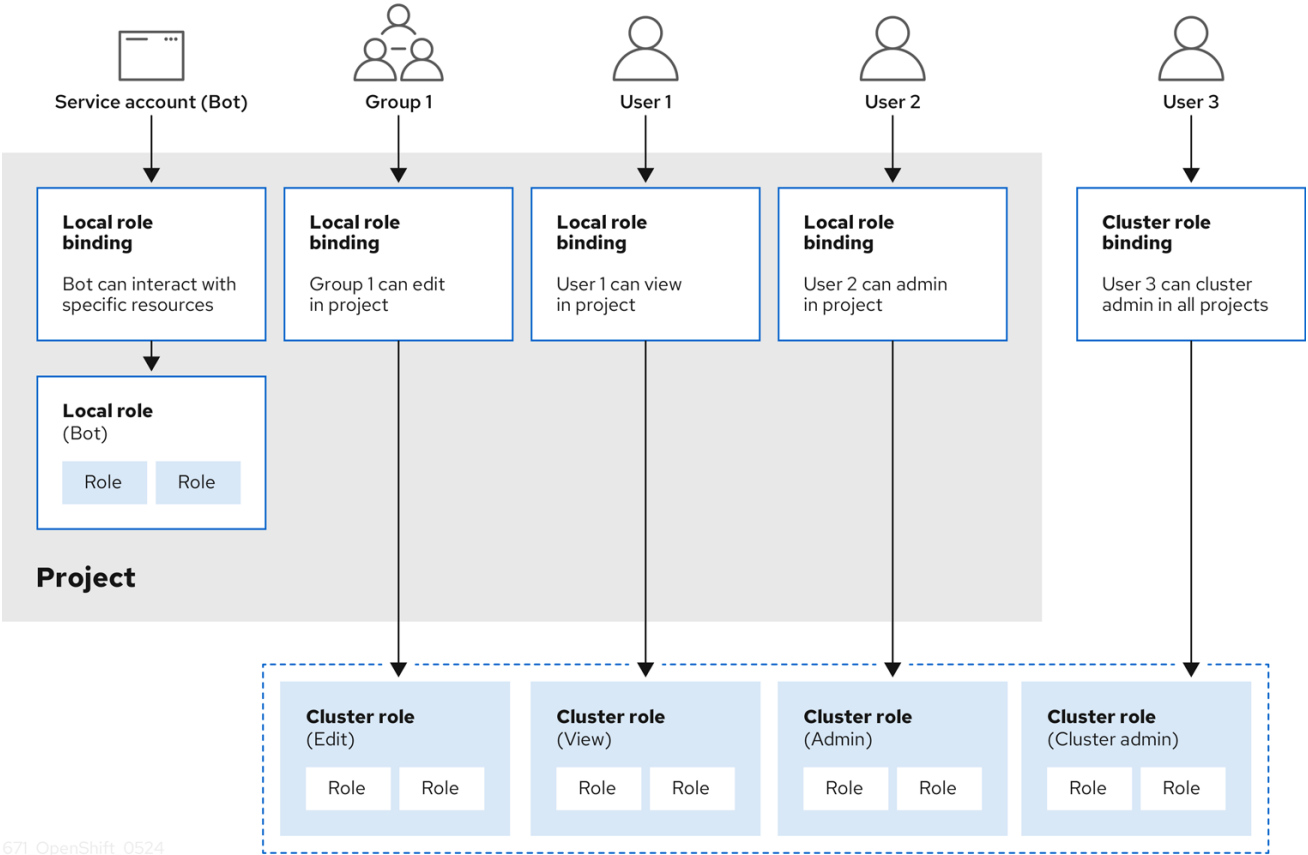 Service account (Bot)
Group 1
User 1
User 2
User 3
Local role
binding
Bot can interact with
specific resources
Local role
binding
Group 1 can edit
in project
Local role
binding
User 1 can view
in project
Local role
binding
User 2 can admin
in project
Cluster role
binding
User 3 can cluster
admin in all projects
Local role
(Bot)
Role
Role
Project
Cluster role
(Edit)
Role
Role
Cluster role
(View)
Role
Role
Cluster role
(Admin)
Role
Role
Cluster role
(Cluster admin)
Role
Role
671_OpenShift_0524